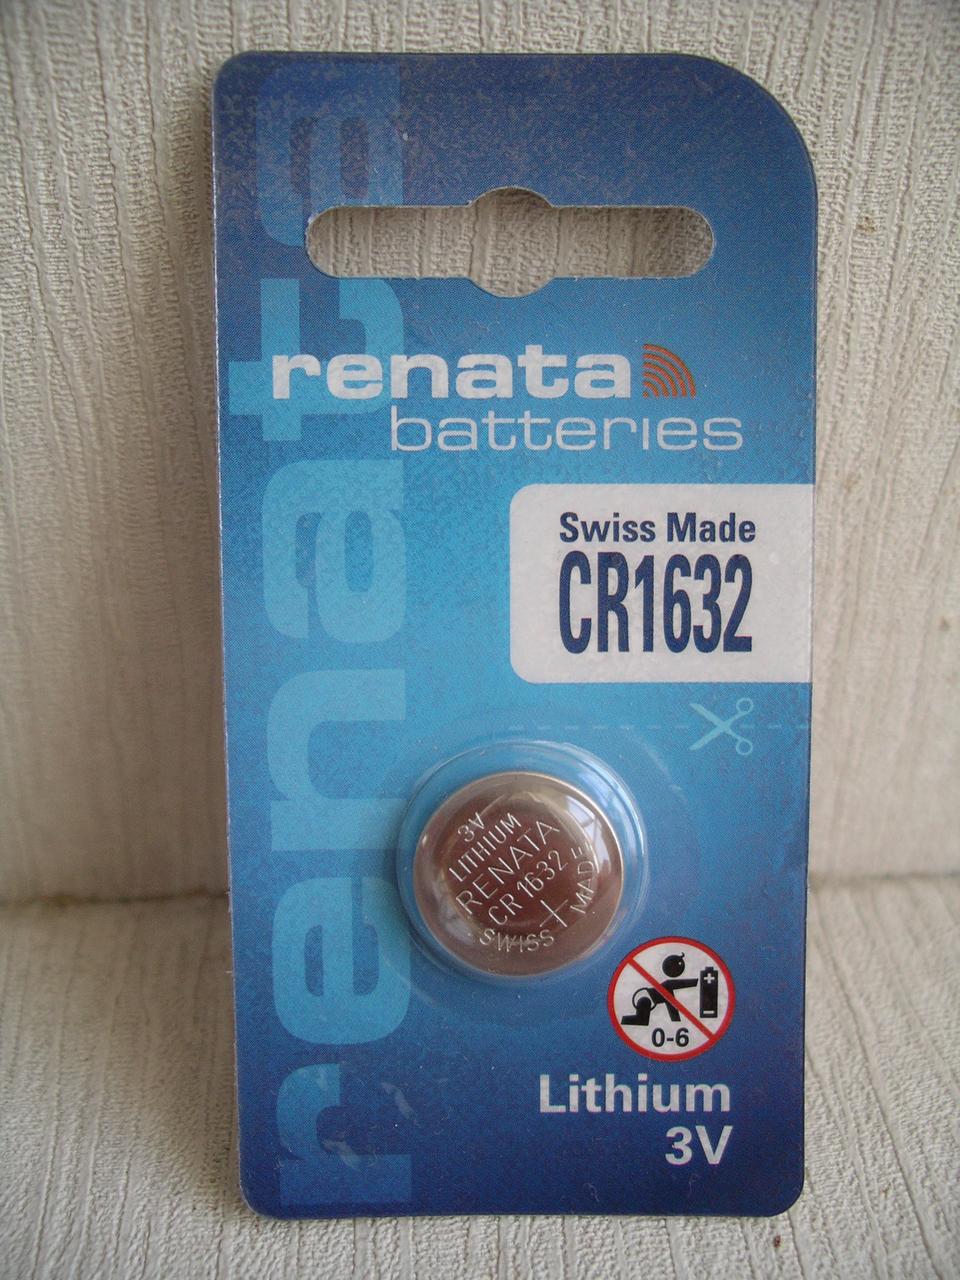 renata
renata
batteries
Swiss Made
CR1632
3V
LITHIUM
RENATA
CR 1632
+
SWISS MADE
0-6
Lithium
3V